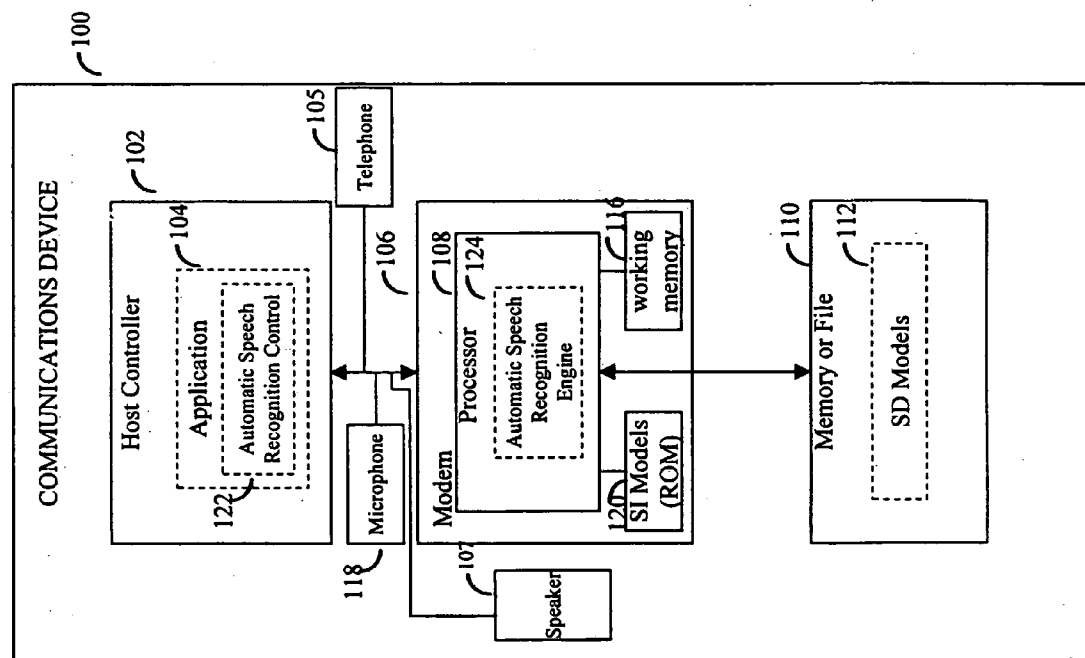 100
COMMUNICATIONS DEVICE
102
Host Controller
104
Application
Automatic Speech
Recognition Control
122
105
Telephone
Microphone
118
106
Modem
108
Processor
124
Automatic Speech
Recognition
Engine
116
working
memory
120
SI Models
(ROM)
107
Speaker
110
Memory or File
112
SD Models